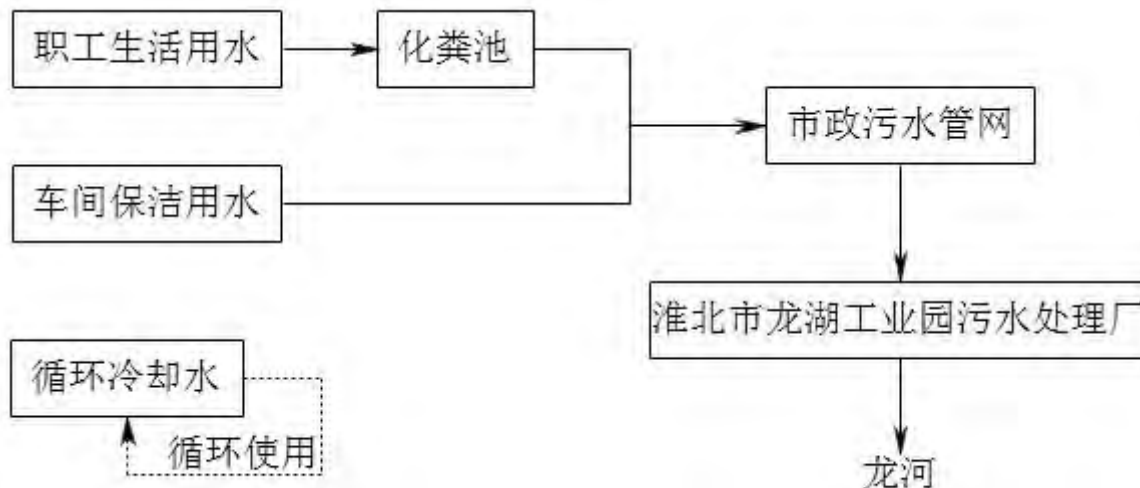 职工生活用水
化粪池
市政污水管网
车间保洁用水
淮北市龙湖工业园污水处理厂
循环冷却水
循环使用
龙河